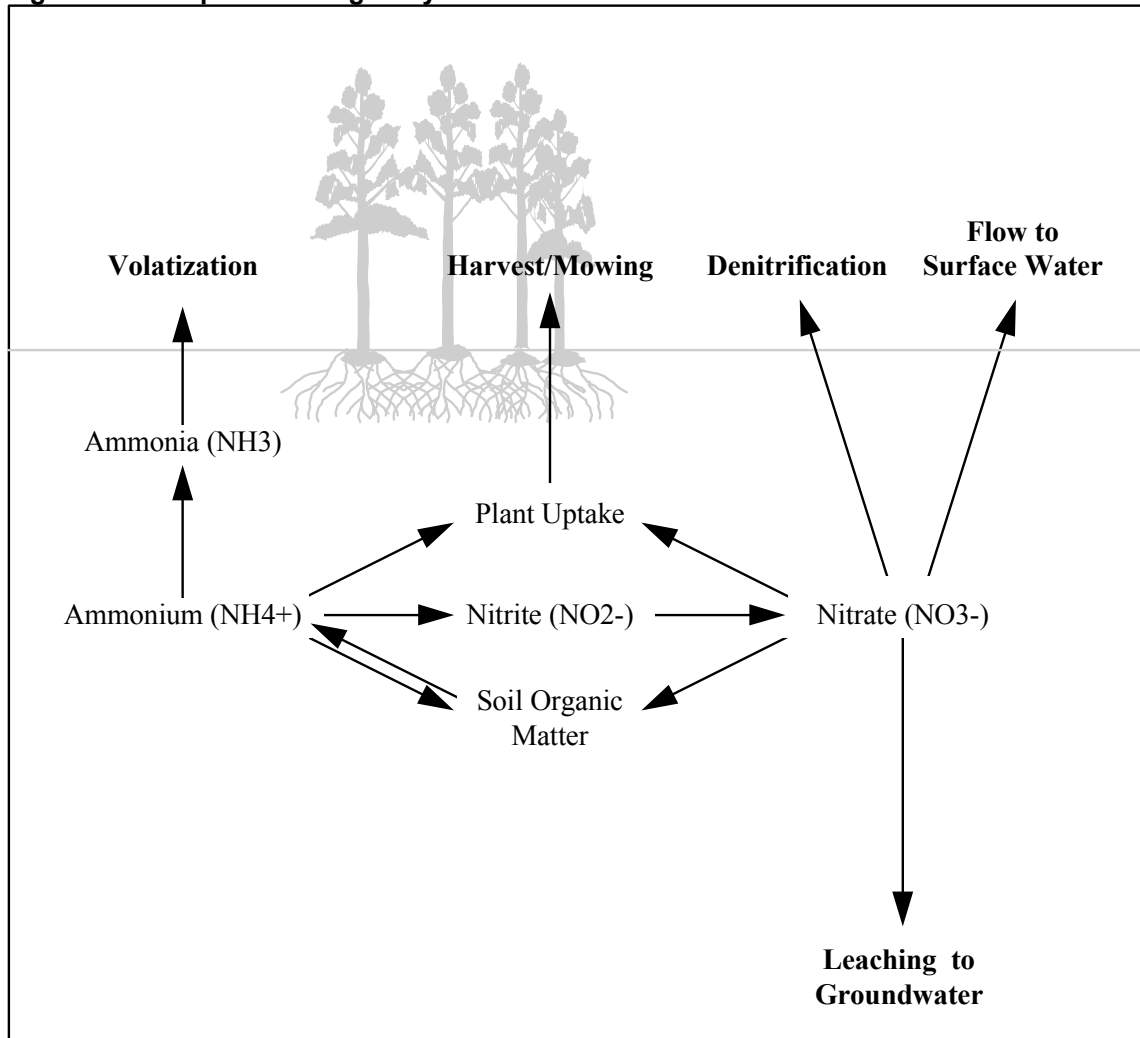 Flow to
Volatization Harvest/Mowing Denitrification Surface Water
Ammonia (NH3)
Plant Uptake
Ammonium (NH4+) Nitrite (NO2-) Nitrate (NO3-)
Soil Organic
Matter
Leaching to
Groundwater